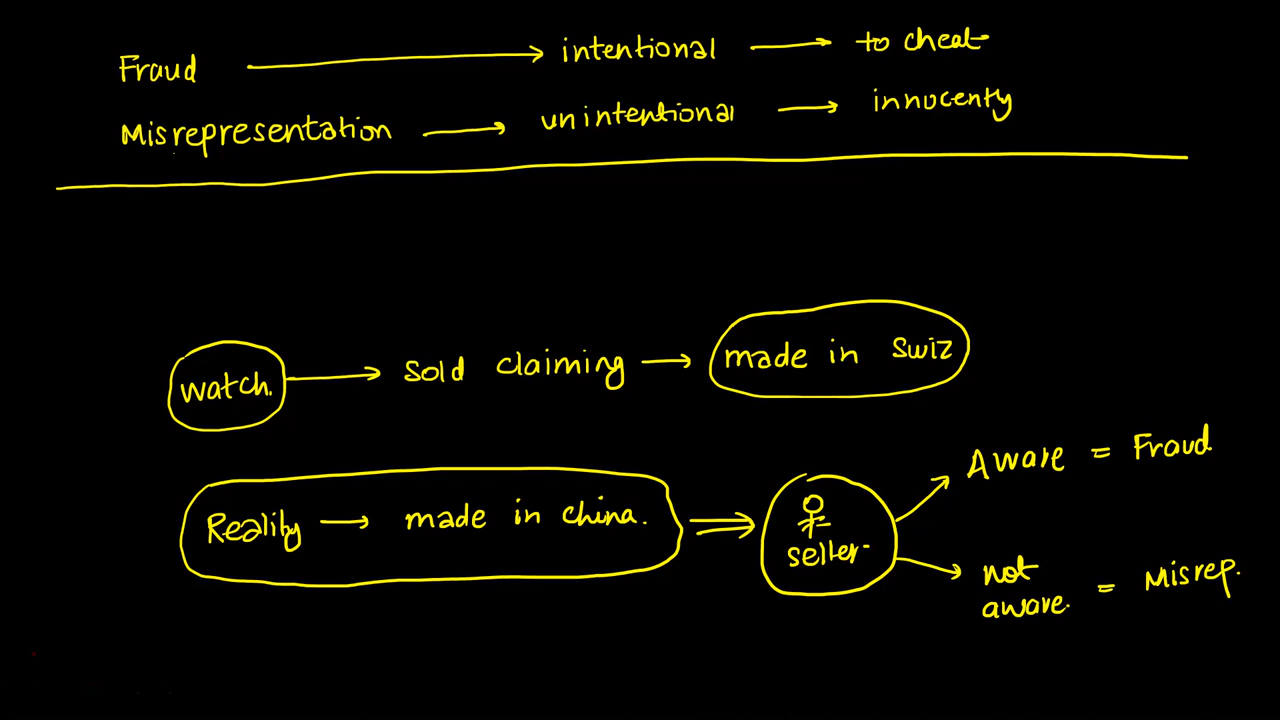 Fraud → intentional → to cheat
Misrepresentation → unintentional → innocently
watch. → Sold claiming → made in Swiz
Reality → made in china. ⇒ seller
Aware = Fraud
not aware. = Misrep.